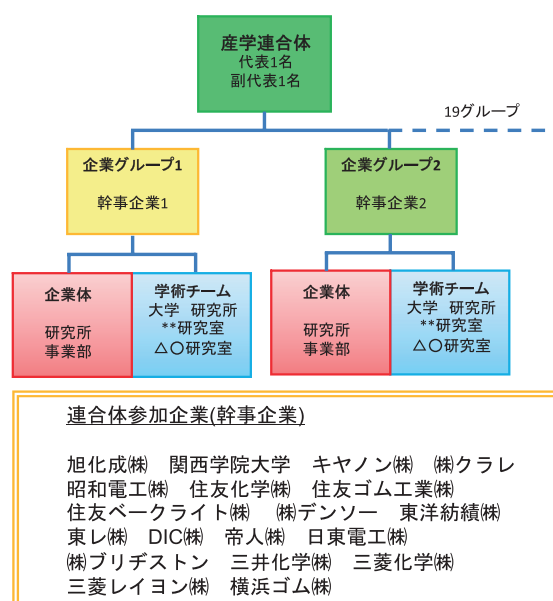 産学連合体
代表1名
副代表1名
19グループ
企業グループ1
幹事企業1
企業グループ2
幹事企業2
企業体
研究所
事業部
学術チーム
大学 研究所
**研究室
△○研究室
企業体
研究所
事業部
学術チーム
大学 研究所
**研究室
△○研究室
連合体参加企業(幹事企業)
旭化成㈱ 関西学院大学 キヤノン㈱ ㈱クラレ
昭和電工㈱ 住友化学㈱ 住友ゴム工業㈱
住友ベークライト㈱ ㈱デンソー 東洋紡績㈱
東レ㈱ DIC㈱ 帝人㈱ 日東電工㈱
㈱ブリヂストン 三井化学㈱ 三菱化学㈱
三菱レイヨン㈱ 横浜ゴム㈱